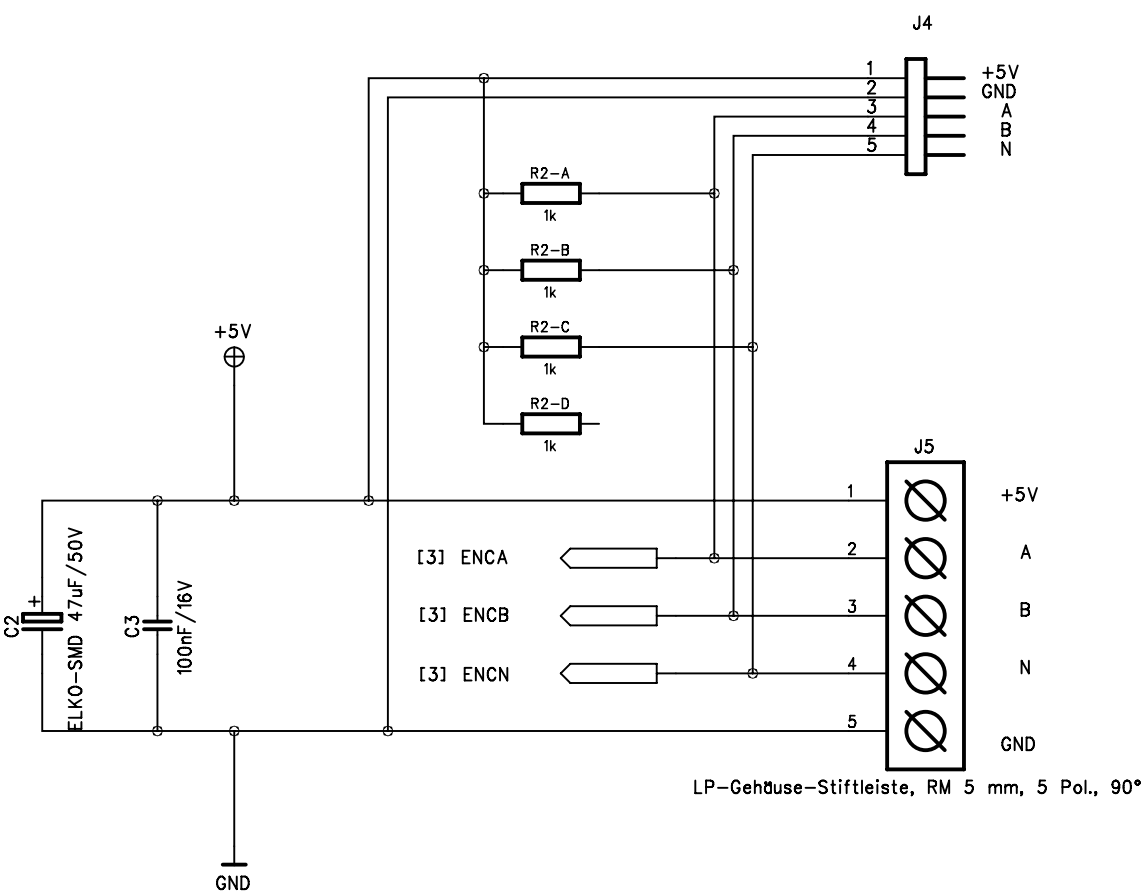 J4
1
+5V
2
GND
3
A
4
B
5
N
R2-A
1k
R2-B
1k
R2-C
1k
R2-D
1k
+5V
J5
1
+5V
[3] ENCA
2
A
[3] ENCB
3
B
[3] ENCN
4
N
5
GND
+
C2
ELKO-SMD 47uF/50V
C3
100nF/16V
LP-Gehäuse-Stiftleiste, RM 5 mm, 5 Pol., 90°
GND